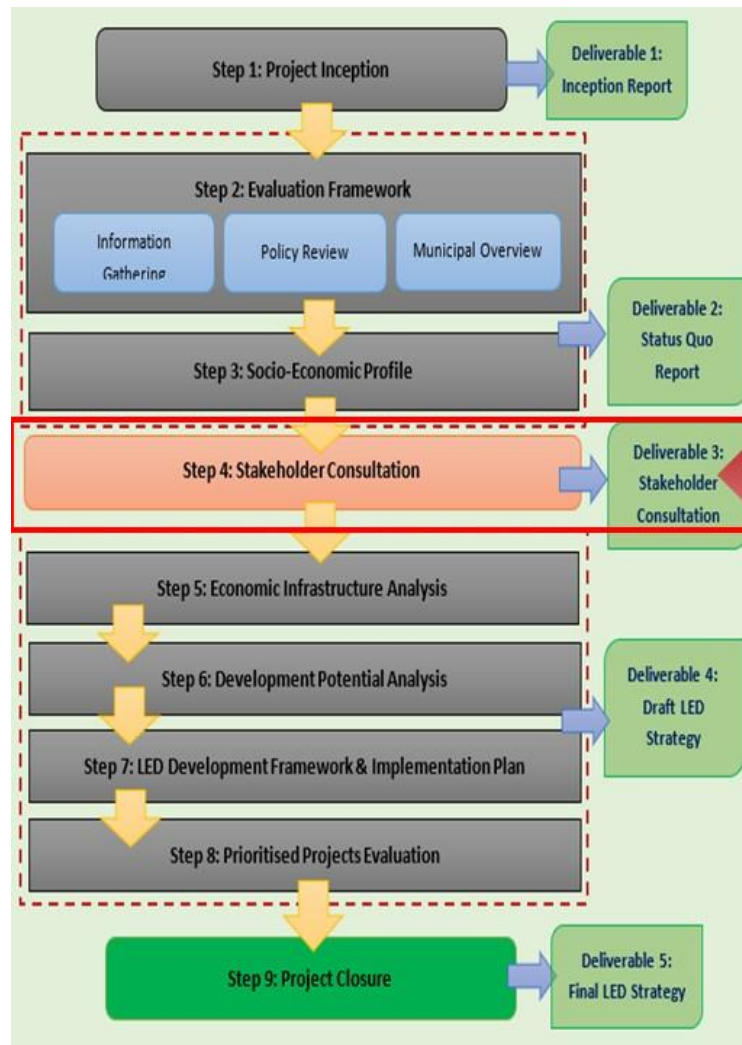 Step 1: Project Inception
Deliverable 1:
Inception Report
Step 2: Evaluation Framework
Information
Gathering
Policy Review
Municipal Overview
Deliverable 2:
Status Quo
Report
Step 3: Socio-Economic Profile
Step 4: Stakeholder Consultation
Deliverable 3:
Stakeholder
Consultation
Step 5: Economic Infrastructure Analysis
Step 6: Development Potential Analysis
Deliverable 4:
Draft LED
Strategy
Step 7: LED Development Framework & Implementation Plan
Step 8: Prioritised Projects Evaluation
Step 9: Project Closure
Deliverable 5:
Final LED Strategy